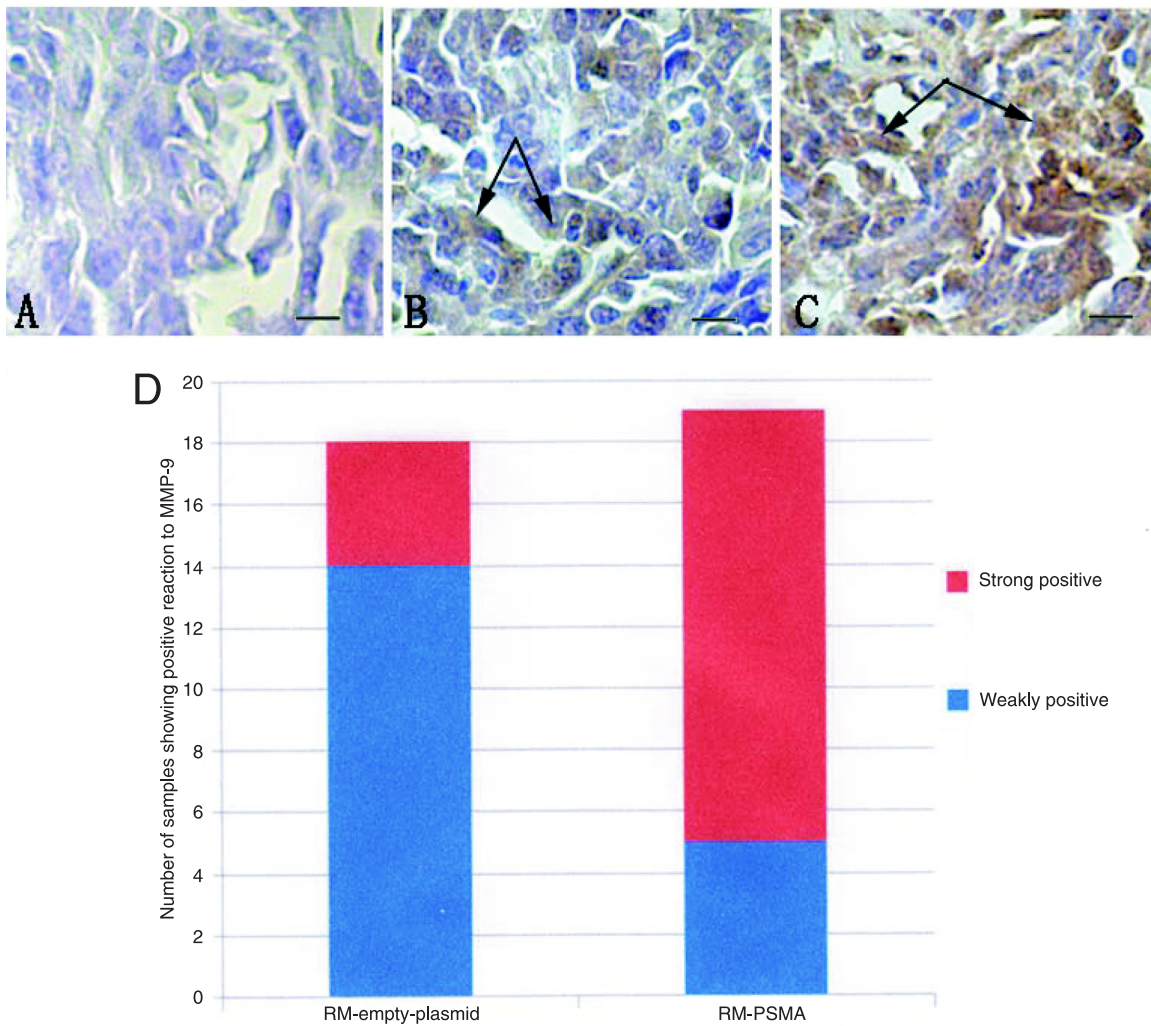 A
B
C
D
Number of samples showing positive reaction to MMP-9
20
18
16
14
12
10
8
6
4
2
0
RM-empty-plasmid
RM-PSMA
Strong positive
Weakly positive